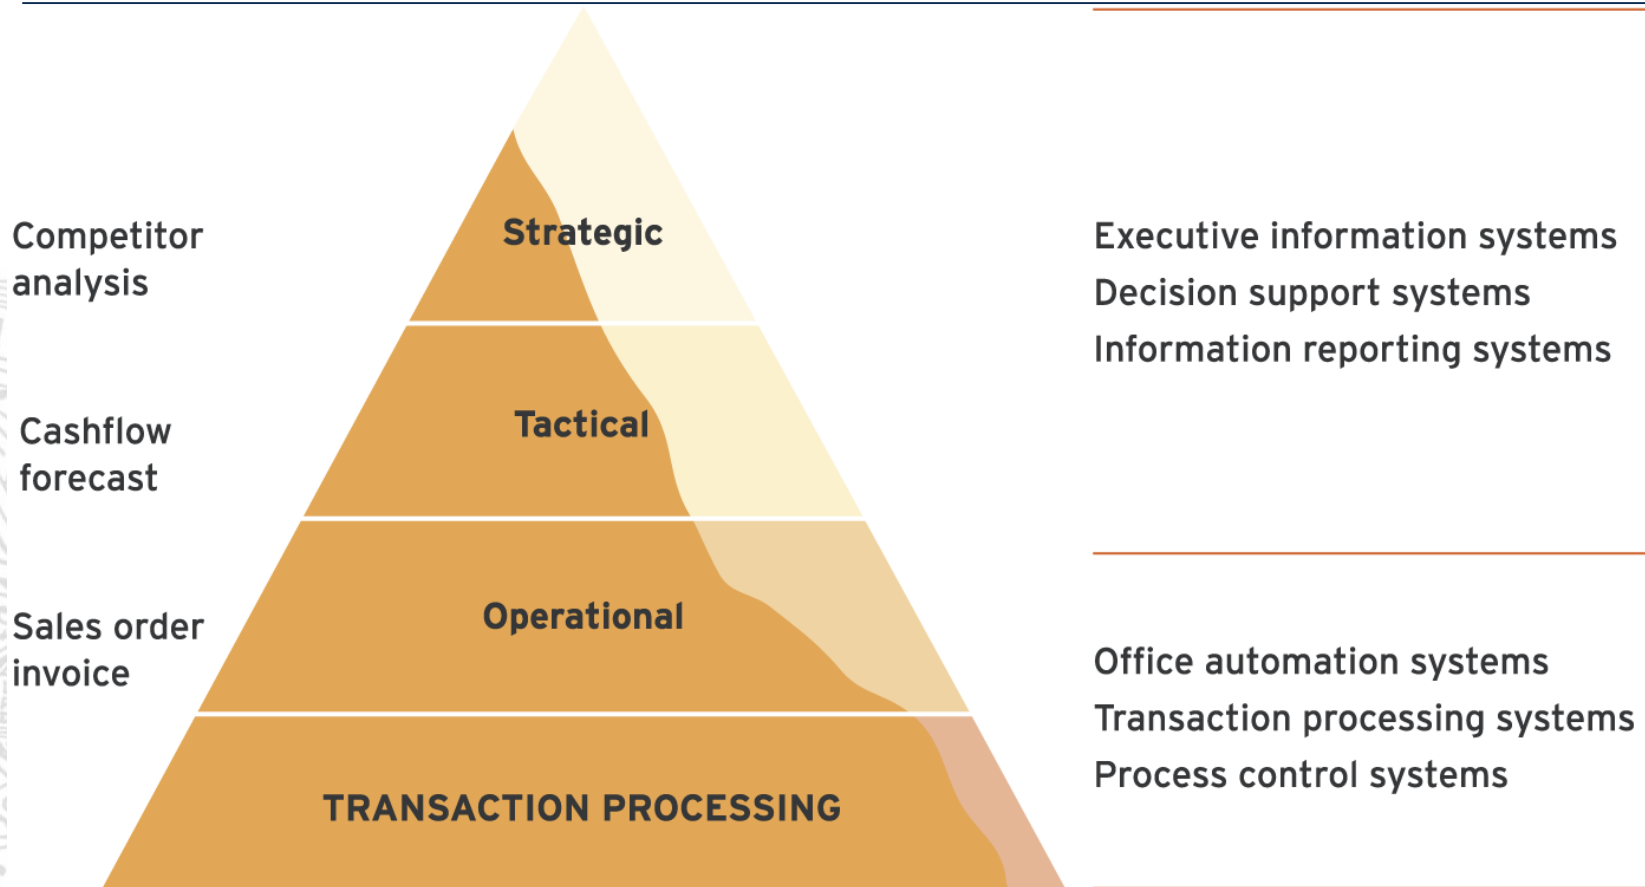 Competitor
analysis
Strategic
Executive information systems
Decision support systems
Information reporting systems
Cashflow
forecast
Tactical
Sales order
invoice
Operational
Office automation systems
Transaction processing systems
Process control systems
TRANSACTION PROCESSING